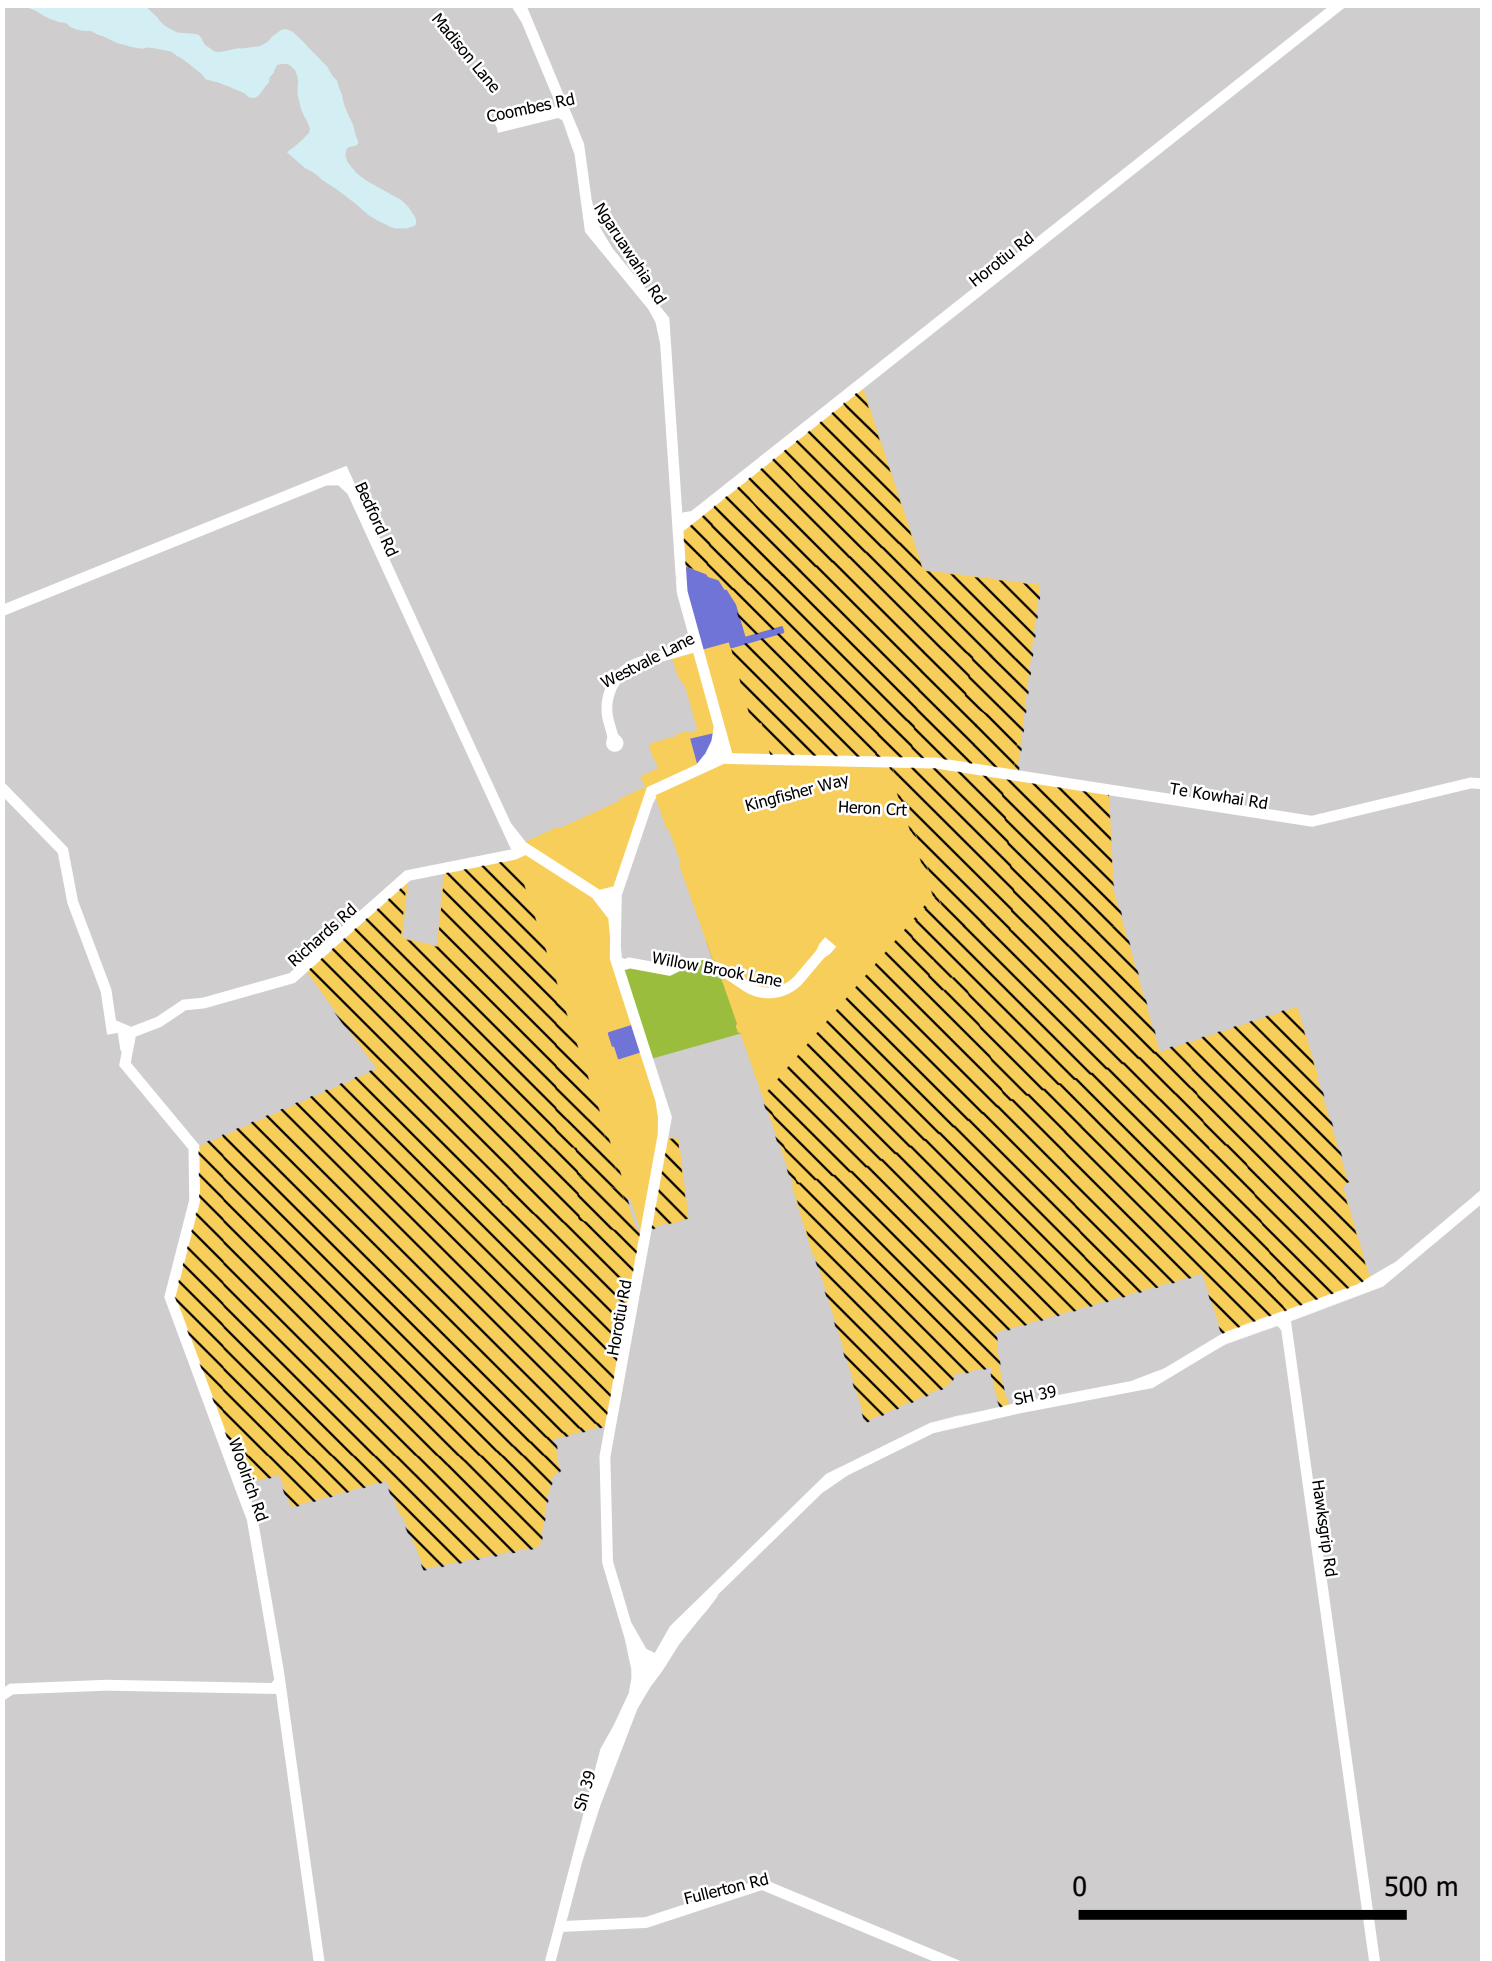 Madison Lane
Coombes Rd
Ngaruawahia Rd
Horotiu Rd
Bedford Rd
Westvale Lane
Te Kowhai Rd
Kingfisher Way
Heron Crt
Richards Rd
Willow Brook Lane
Horotiu Rd
SH 39
Woolrich Rd
Hawksgrip Rd
Sh 39
Fullerton Rd
0 500 m